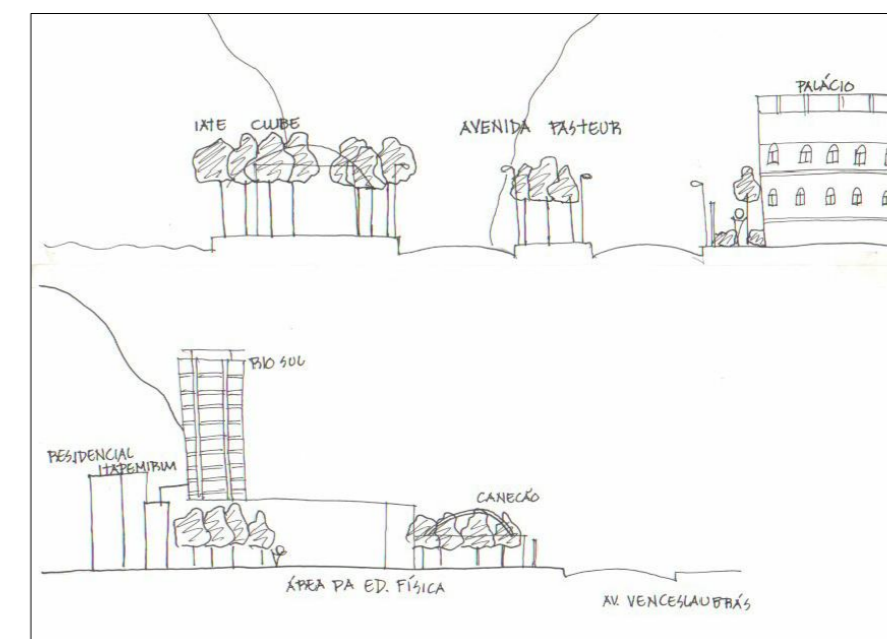 PALÁCIO
IATE CLUBE
AVENIDA PASTEUR
RIO SUL
RESIDENCIAL
ITAPEMIRIM
CANECÃO
ÁREA DA ED. FÍSICA
AV. VENCESLAU BRÁS